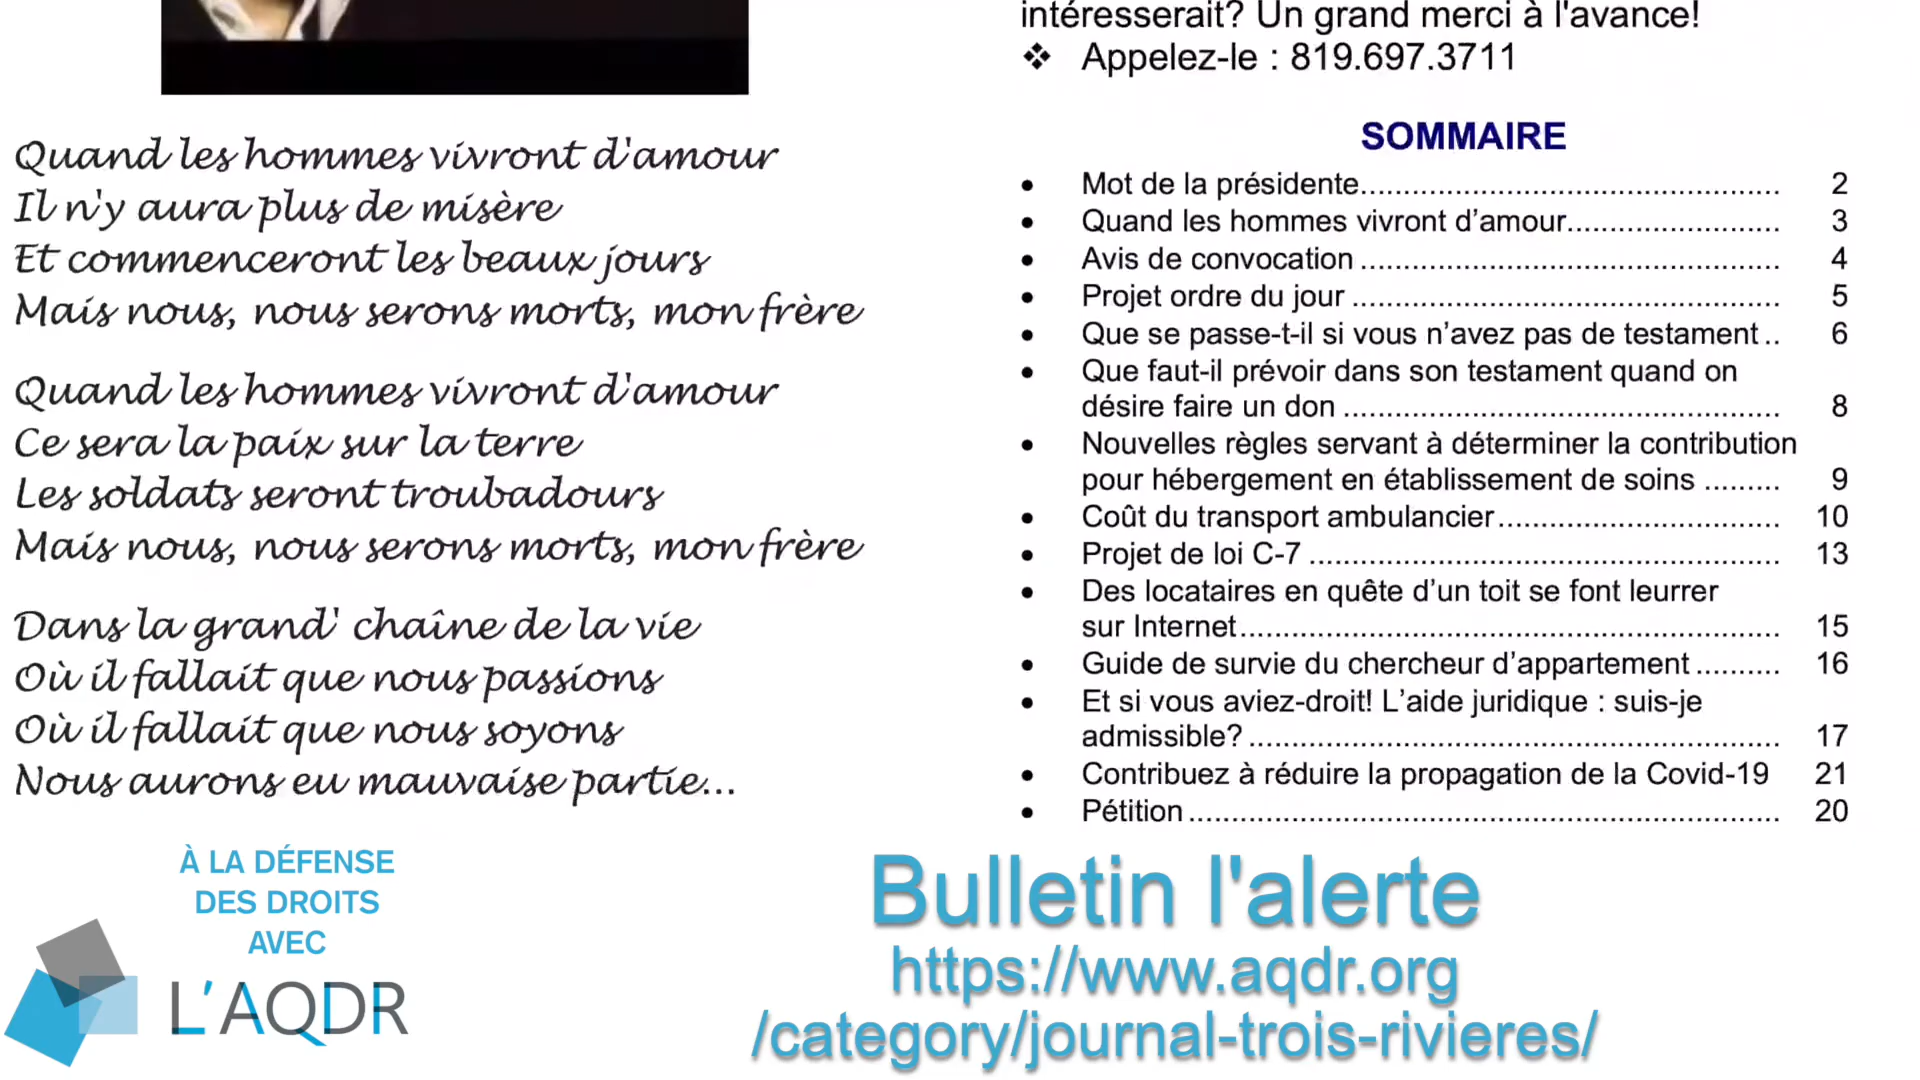 Quand les hommes vivront d'amour
Il n'y aura plus de misère
Et commenceront les beaux jours
Mais nous, nous serons morts, mon frère
Quand les hommes vivront d'amour
Ce sera la paix sur la terre
Les soldats seront troubadours
Mais nous, nous serons morts, mon frère
Dans la grand' chaîne de la vie
Où il fallait que nous passions
Où il fallait que nous soyons
Nous aurons eu mauvaise partie...
intéresserait? Un grand merci à l'avance!
❖ Appelez-le : 819.697.3711
SOMMAIRE
• Mot de la présidente................................................ 2
• Quand les hommes vivront d’amour......................... 3
• Avis de convocation ................................................. 4
• Projet ordre du jour .................................................. 5
• Que se passe-t-il si vous n’avez pas de testament .. 6
• Que faut-il prévoir dans son testament quand on
désire faire un don ................................................... 8
• Nouvelles règles servant à déterminer la contribution
pour hébergement en établissement de soins ......... 9
• Coût du transport ambulancier................................. 10
• Projet de loi C-7 ....................................................... 13
• Des locataires en quête d’un toit se font leurrer
sur Internet............................................................... 15
• Guide de survie du chercheur d’appartement .......... 16
• Et si vous aviez-droit! L’aide juridique : suis-je
admissible? .............................................................. 17
• Contribuez à réduire la propagation de la Covid-19 21
• Pétition ..................................................................... 20
À LA DÉFENSE
DES DROITS
AVEC
L’AQDR
Bulletin l'alerte
https://www.aqdr.org
/category/journal-trois-rivieres/